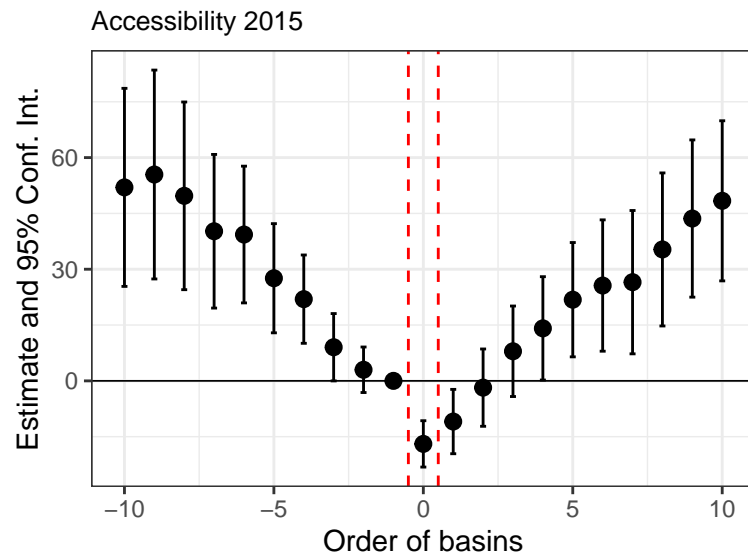 Accessibility 2015
Estimate and 95% Conf. Int.
60
30
0
−10
−5
0
5
10
Order of basins